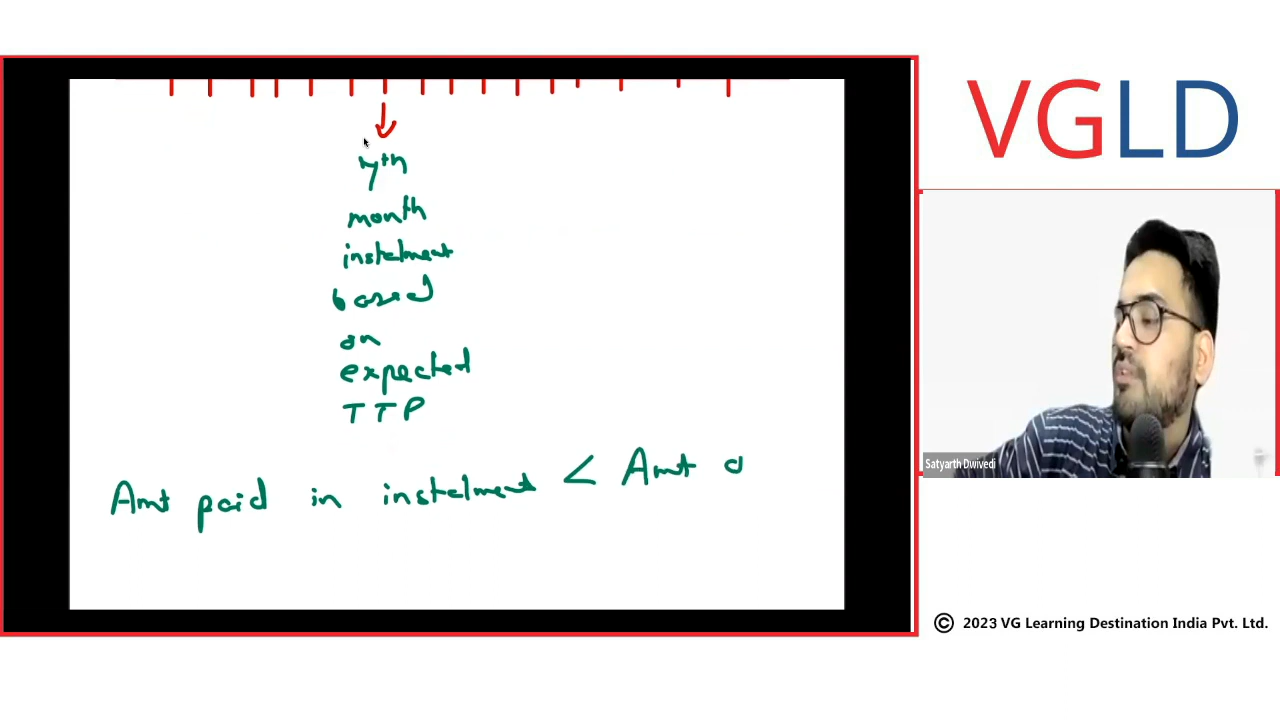 VGLD
7th
month
instalment
based
on
expected
TTP
Amt paid in instalment < Amt o
Satyarth Dwivedi
© 2023 VG Learning Destination India Pvt. Ltd.